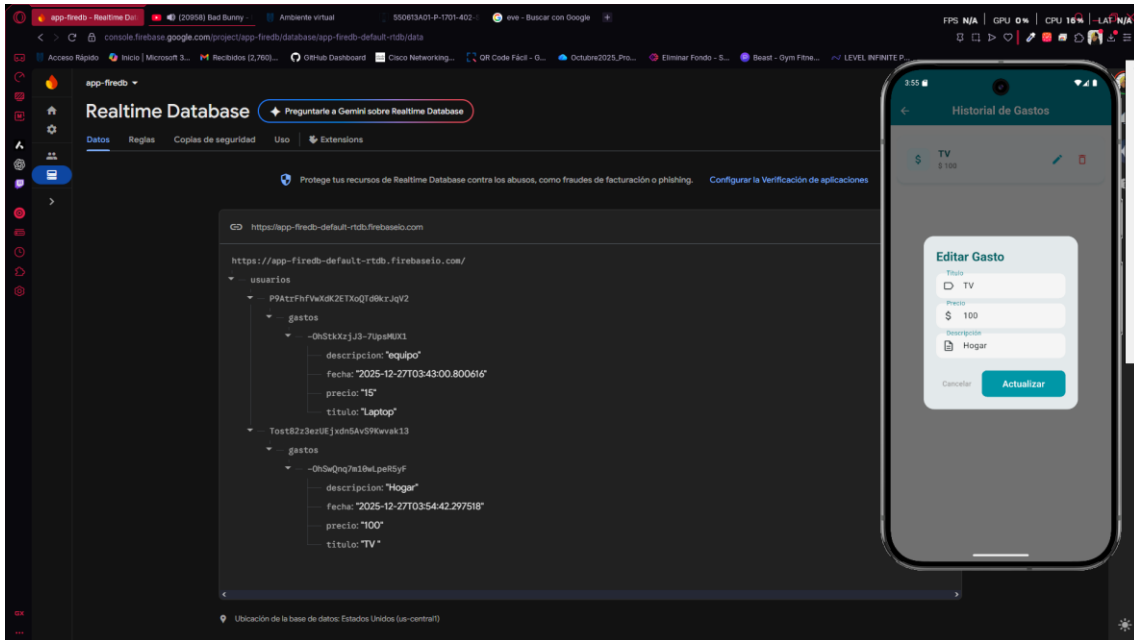 app-firedb – Realtime Dat
(20958) Bad Bunny -
Ambiente virtual
550613A01-P-1701-402-
eve - Buscar con Google
FPS N/A GPU 0% CPU 16% LAT N/A
console.firebase.google.com/project/app-firedb/database/app-firedb-default-rtdb/data
Acceso Rápido
Inicio | Microsoft 3...
Recibidos (2,760)...
GitHub Dashboard
Cisco Networking...
QR Code Fácil - G...
Octubre2025_Pro...
Eliminar Fondo - S...
Beast - Gym Fitne...
LEVEL INFINITE P...
app-firedb
Realtime Database
Preguntarle a Gemini sobre Realtime Database
Datos Reglas Copias de seguridad Uso Extensions
Protege tus recursos de Realtime Database contra los abusos, como fraudes de facturación o phishing. Configurar la Verificación de aplicaciones
https://app-firedb-default-rtdb.firebaseio.com
https://app-firedb-default-rtdb.firebaseio.com/
usuarios
P9AtrFhfVwXdK2ETXoQTd0krJqV2
gastos
-OhStkXrjJ3-7UpsMUX1
descripcion: "equipo"
fecha: "2025-12-27T03:43:00.800616"
precio: "15"
titulo: "Laptop"
Tost82z3ezUEjxdn5AvS9Kwvak13
gastos
-OhSwQnq7m10wLpeR5yF
descripcion: "Hogar"
fecha: "2025-12-27T03:54:42.297518"
precio: "100"
titulo: "TV "
Ubicación de la base de datos: Estados Unidos (us-central1)
3:55
Historial de Gastos
TV
$ 100
Editar Gasto
Título
TV
Precio
$ 100
Descripción
Hogar
Cancelar Actualizar